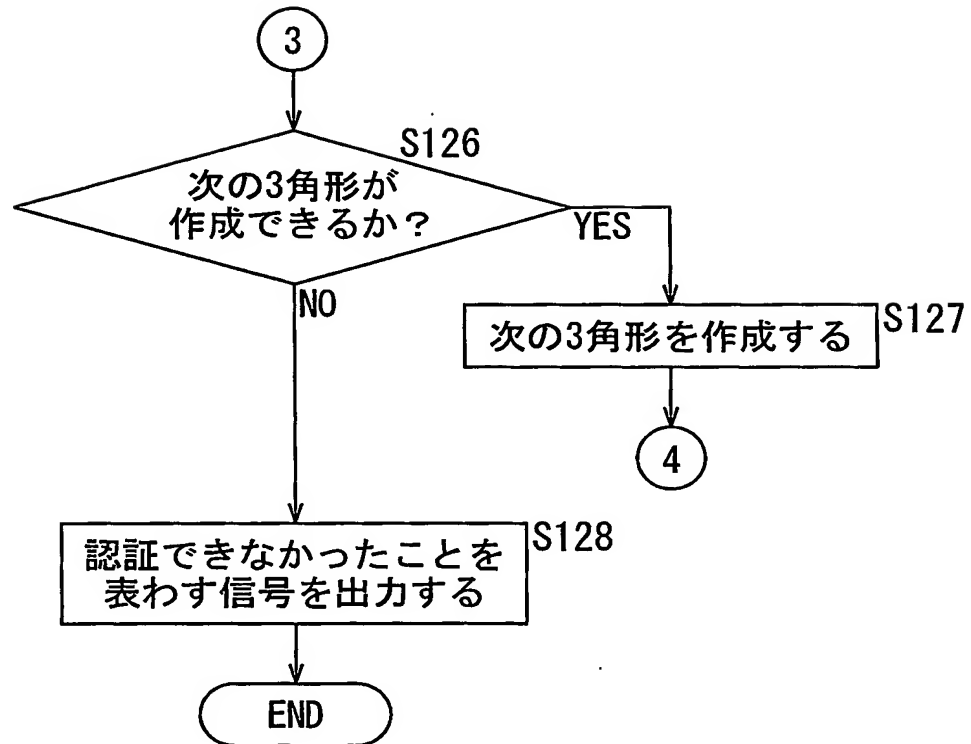 3
S126
次の3角形が
作成できるか?
YES
NO
次の3角形を作成する
S127
4
認証できなかったことを
表わす信号を出力する
S128
END